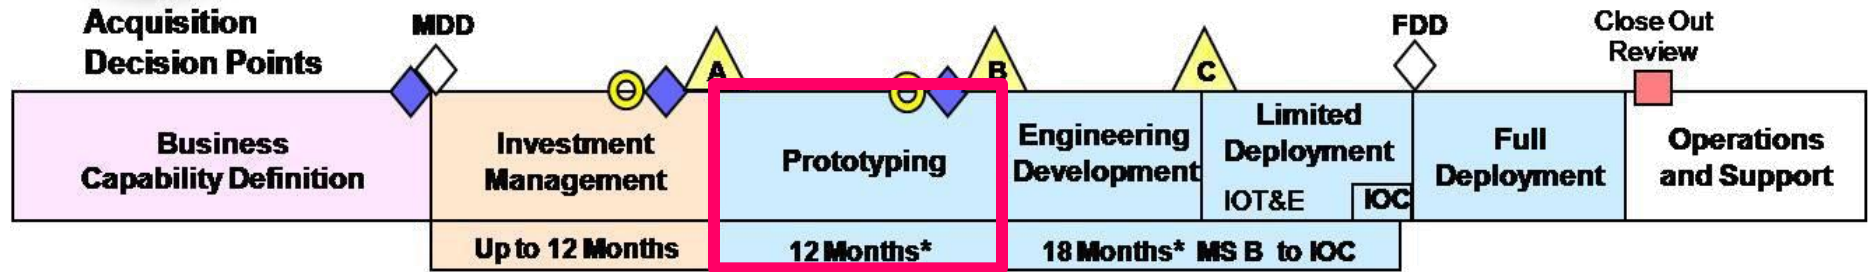 Acquisition
Decision Points
MDD
A
B
C
FDD
Close Out
Review
Business
Capability Definition
Investment
Management
Prototyping
Engineering
Development
Limited
Deployment
IOT&E
IOC
Full
Deployment
Operations
and Support
Up to 12 Months
12 Months*
18 Months* MS B to IOC